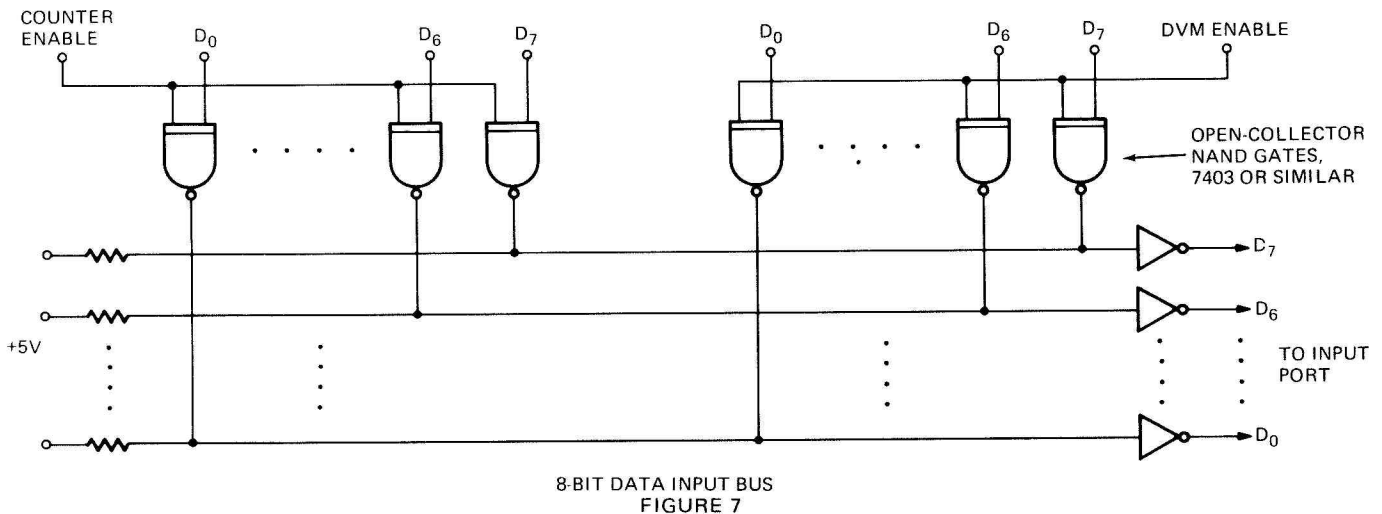 COUNTER
ENABLE
D0
D6
D7
D0
D6
D7
DVM ENABLE
OPEN-COLLECTOR
NAND GATES,
7403 OR SIMILAR
D7
D6
+5V
TO INPUT
PORT
D0
8-BIT DATA INPUT BUS
FIGURE 7